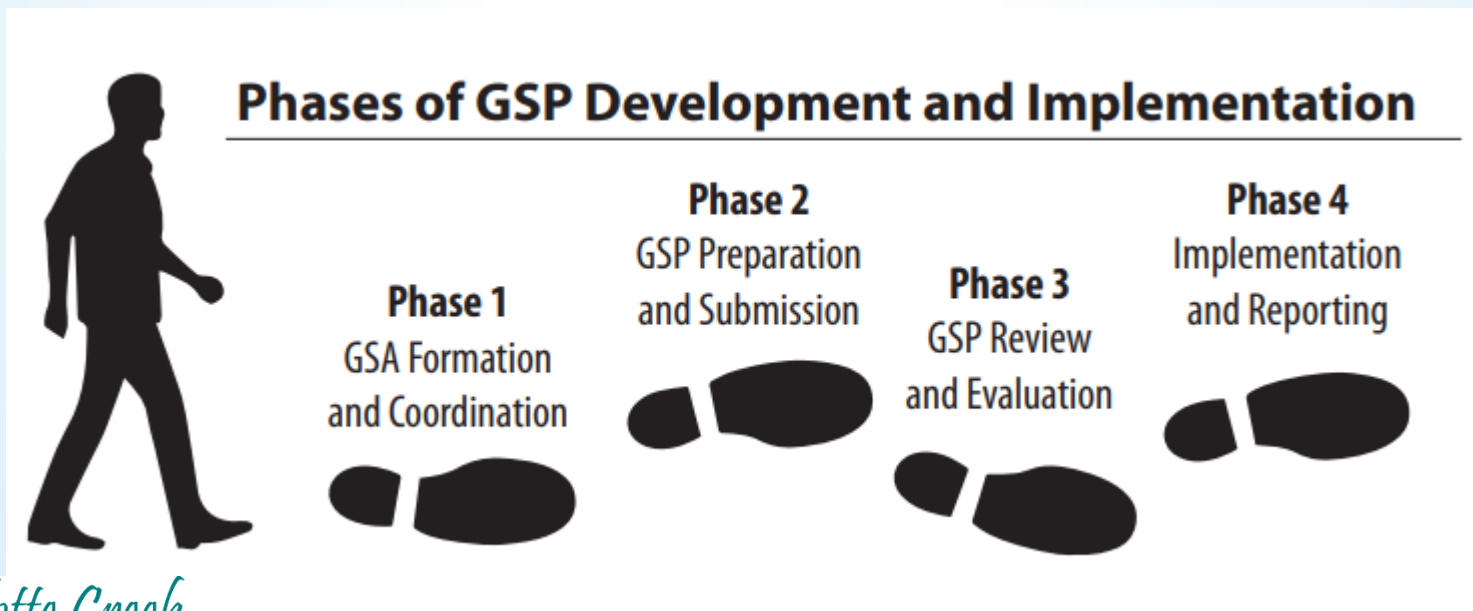 Phases of GSP Development and Implementation
Phase 1
GSA Formation
and Coordination
Phase 2
GSP Preparation
and Submission
Phase 3
GSP Review
and Evaluation
Phase 4
Implementation
and Reporting